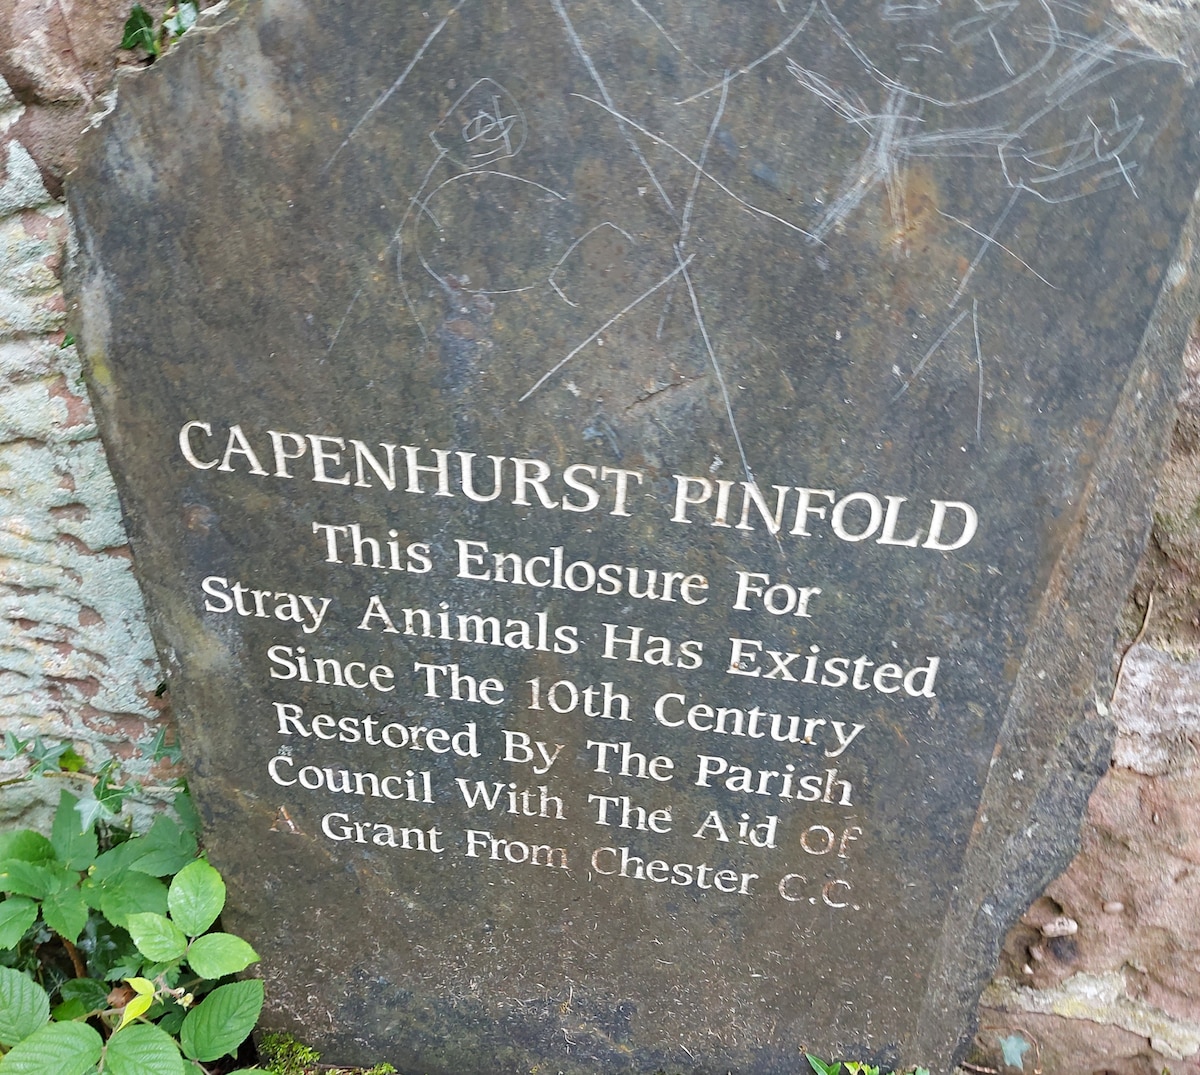 CAPENHURST PINFOLD
This Enclosure For
Stray Animals Has Existed
Since The 10th Century
Restored By The Parish
Council With The Aid Of
A Grant From Chester C.C.